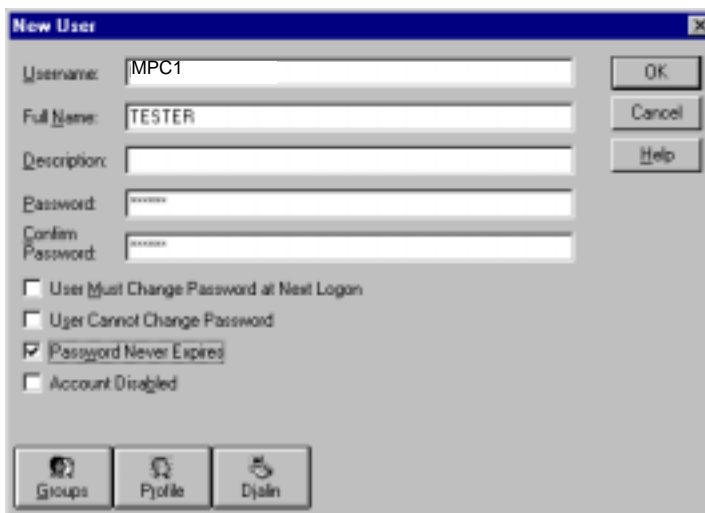 New User
Username: MPC1
OK
Full Name: TESTER
Cancel
Description:
Help
Password:
Confirm
Password:
User Must Change Password at Next Logon
User Cannot Change Password
Password Never Expires
Account Disabled
Groups
Profile
Dialin